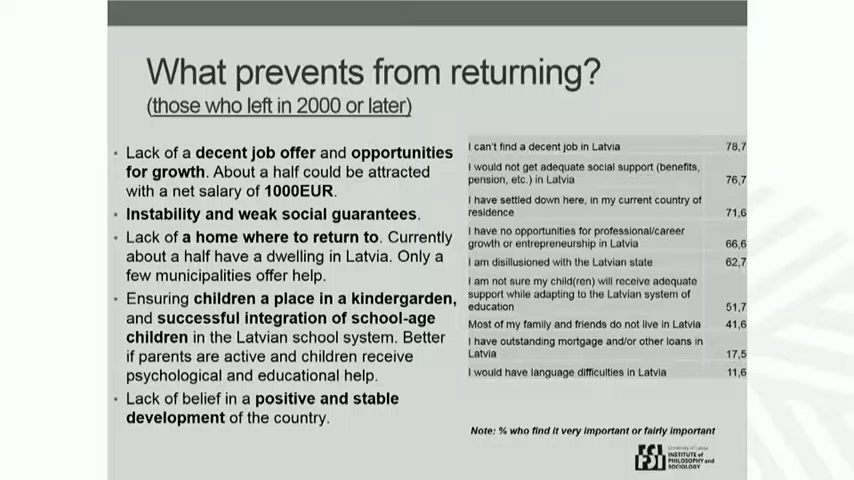 What prevents from returning?
(those who left in 2000 or later)
• Lack of a decent job offer and opportunities
for growth. About a half could be attracted
with a net salary of 1000EUR.
• Instability and weak social guarantees.
• Lack of a home where to return to. Currently
about a half have a dwelling in Latvia. Only a
few municipalities offer help.
• Ensuring children a place in a kindergarden,
and successful integration of school-age
children in the Latvian school system. Better
if parents are active and children receive
psychological and educational help.
• Lack of belief in a positive and stable
development of the country.
I can't find a decent job in Latvia 78,7
I would not get adequate social support (benefits,
pension, etc.) in Latvia 76,7
I have settled down here, in my current country of
residence 71,6
I have no opportunities for professional/career
growth or entrepreneurship in Latvia 66,6
I am disillusioned with the Latvian state 62,7
I am not sure my child(ren) will receive adequate
support while adapting to the Latvian system of
education 51,7
Most of my family and friends do not live in Latvia 41,6
I have outstanding mortgage and/or other loans in
Latvia 17,5
I would have language difficulties in Latvia 11,6
Note: % who find it very important or fairly important
University of Latvia
INSTITUTE of
PHILOSOPHY and
SOCIOLOGY